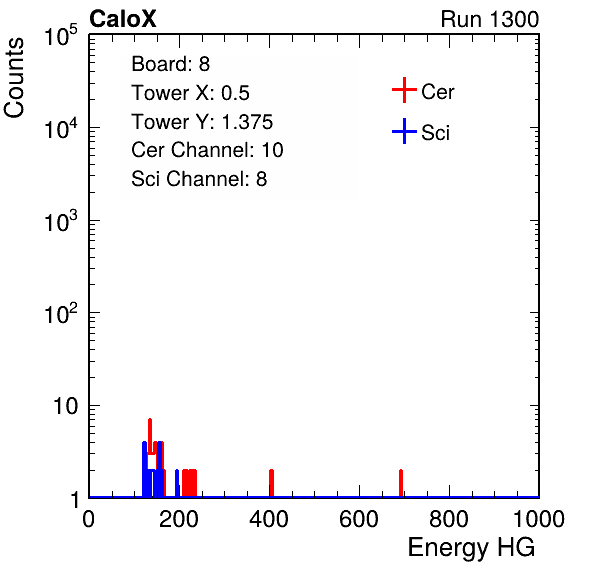 CaloX Run 1300
Counts
10^5
10^4
10^3
10^2
10
1
Board: 8
Tower X: 0.5
Tower Y: 1.375
Cer Channel: 10
Sci Channel: 8
Cer
Sci
0 200 400 600 800 1000
Energy HG